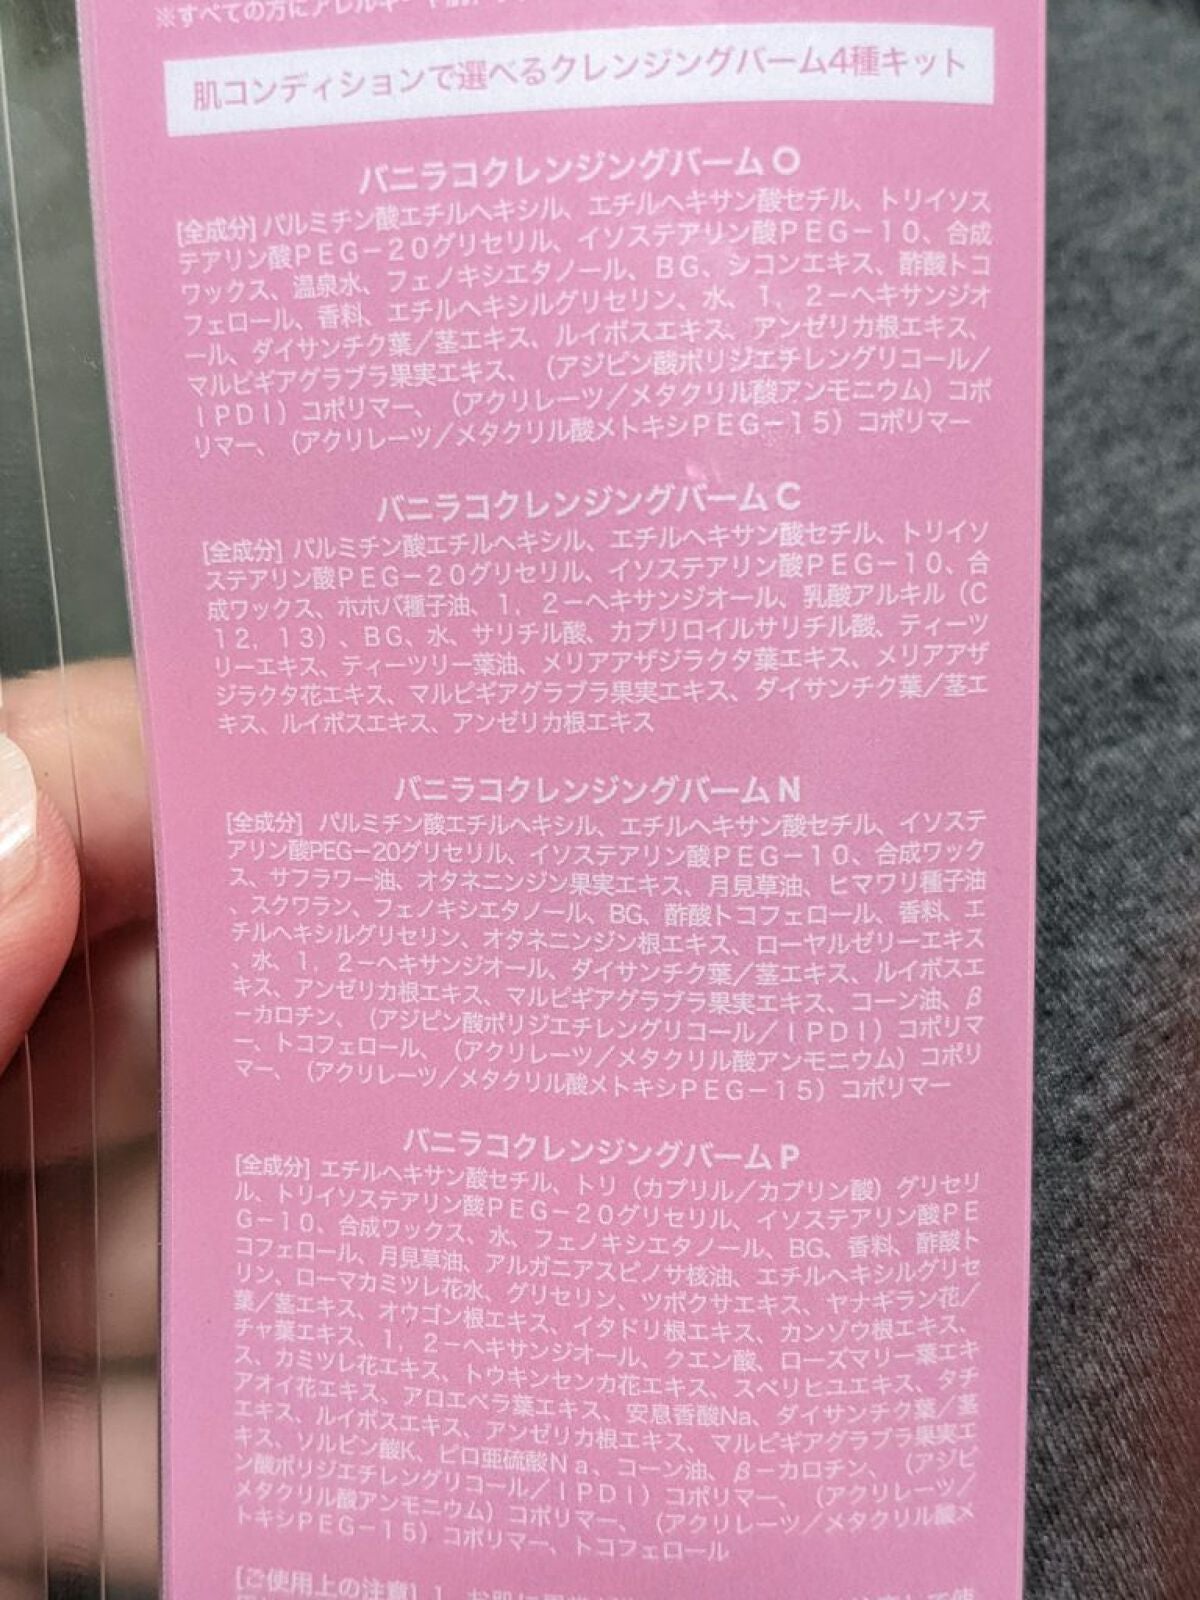 ※すべての方にアレルギー
肌コンディションで選べるクレンジングバーム4種キット
バニラコクレンジングバーム O
[全成分] パルミチン酸エチルヘキシル、エチルヘキサン酸セチル、トリイソス
テアリン酸PEG－20グリセリル、イソステアリン酸PEG－10、合成
ワックス、温泉水、フェノキシエタノール、BG、シコンエキス、酢酸トコ
フェロール、香料、エチルヘキシルグリセリン、水、1，2－ヘキサンジオ
ール、ダイサンチク葉／茎エキス、ルイボスエキス、アンゼリカ根エキス、
マルピギアグラブラ果実エキス、（アジピン酸ポリジエチレングリコール／
IPDI）コポリマー、（アクリレーツ／メタクリル酸アンモニウム）コポ
リマー、（アクリレーツ／メタクリル酸メトキシPEG－15）コポリマー
バニラコクレンジングバーム C
[全成分] パルミチン酸エチルヘキシル、エチルヘキサン酸セチル、トリイソ
ステアリン酸PEG－20グリセリル、イソステアリン酸PEG－10、合
成ワックス、ホホバ種子油、1，2－ヘキサンジオール、乳酸アルキル（C
12，13）、BG、水、サリチル酸、カプリロイルサリチル酸、ティーツ
リーエキス、ティーツリー葉油、メリアアザジラクタ葉エキス、メリアアザ
ジラクタ花エキス、マルピギアグラブラ果実エキス、ダイサンチク葉／茎エ
キス、ルイボスエキス、アンゼリカ根エキス
バニラコクレンジングバーム N
[全成分] パルミチン酸エチルヘキシル、エチルヘキサン酸セチル、イソステ
アリン酸PEG－20グリセリル、イソステアリン酸PEG－10、合成ワック
ス、サフラワー油、オタネニンジン果実エキス、月見草油、ヒマワリ種子油
、スクワラン、フェノキシエタノール、BG、酢酸トコフェロール、香料、エ
チルヘキシルグリセリン、オタネニンジン根エキス、ローヤルゼリーエキス
、水、1，2－ヘキサンジオール、ダイサンチク葉／茎エキス、ルイボスエ
キス、アンゼリカ根エキス、マルピギアグラブラ果実エキス、コーン油、β
－カロチン、（アジピン酸ポリジエチレングリコール／IPDI）コポリマ
ー、トコフェロール、（アクリレーツ／メタクリル酸アンモニウム）コポリ
マー、（アクリレーツ／メタクリル酸メトキシPEG－15）コポリマー
バニラコクレンジングバーム P
[全成分] エチルヘキサン酸セチル、トリ（カプリル／カプリン酸）グリセリ
ル、トリイソステアリン酸PEG－20グリセリル、イソステアリン酸PE
G－10、合成ワックス、水、フェノキシエタノール、BG、香料、酢酸ト
コフェロール、月見草油、アルガニアスピノサ核油、エチルヘキシルグリセ
リン、ローマカミツレ花水、グリセリン、ツボクサエキス、ヤナギラン花／
葉／茎エキス、オウゴン根エキス、イタドリ根エキス、カンゾウ根エキス、
チャ葉エキス、1，2－ヘキサンジオール、クエン酸、ローズマリー葉エキ
ス、カミツレ花エキス、トウキンセンカ花エキス、スベリヒユエキス、タチ
アオイ花エキス、アロエベラ葉エキス、安息香酸Na、ダイサンチク葉／茎
エキス、ルイボスエキス、アンゼリカ根エキス、マルピギアグラブラ果実エ
キス、ソルビン酸K、ピロ亜硫酸Na、コーン油、β－カロチン、（アジピ
ン酸ポリジエチレングリコール／IPDI）コポリマー、（アクリレーツ／
メタクリル酸アンモニウム）コポリマー、（アクリレーツ／メタクリル酸メ
トキシPEG－15）コポリマー、トコフェロール
[ご使用上の注意] 1．お肌に